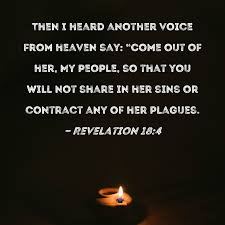 THEN I HEARD ANOTHER VOICE
FROM HEAVEN SAY: "COME OUT OF
HER, MY PEOPLE, SO THAT YOU
WILL NOT SHARE IN HER SINS OR
CONTRACT ANY OF HER PLAGUES.
- REVELATION 18:4